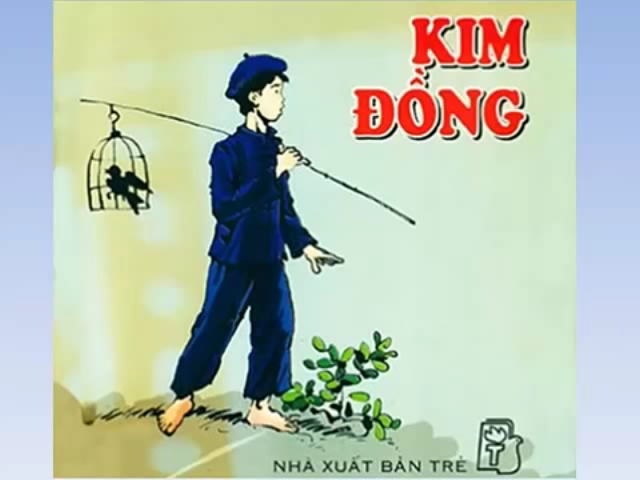 KIM
ĐỒNG
NHÀ XUẤT BẢN TRẺ
T